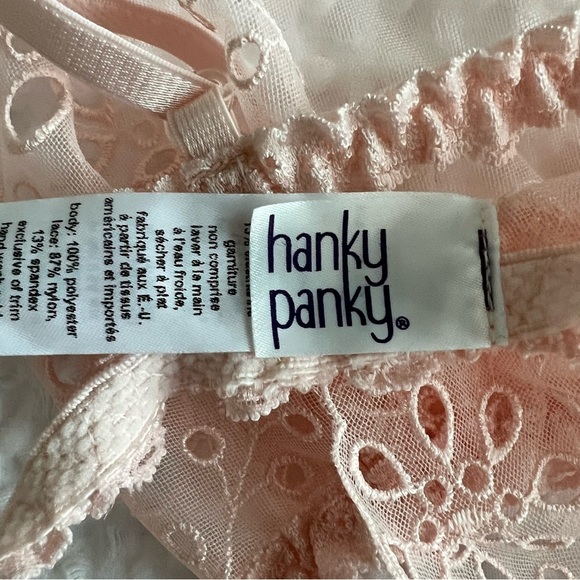 hanky
panky®
garniture
non comprise
laver à la main
à l'eau froide,
sécher à plat
fabriqué aux É.-U.
à partir de tissus
américains et importés
body: 100% polyester
lace: 87% nylon,
13% spandex
exclusive of trim